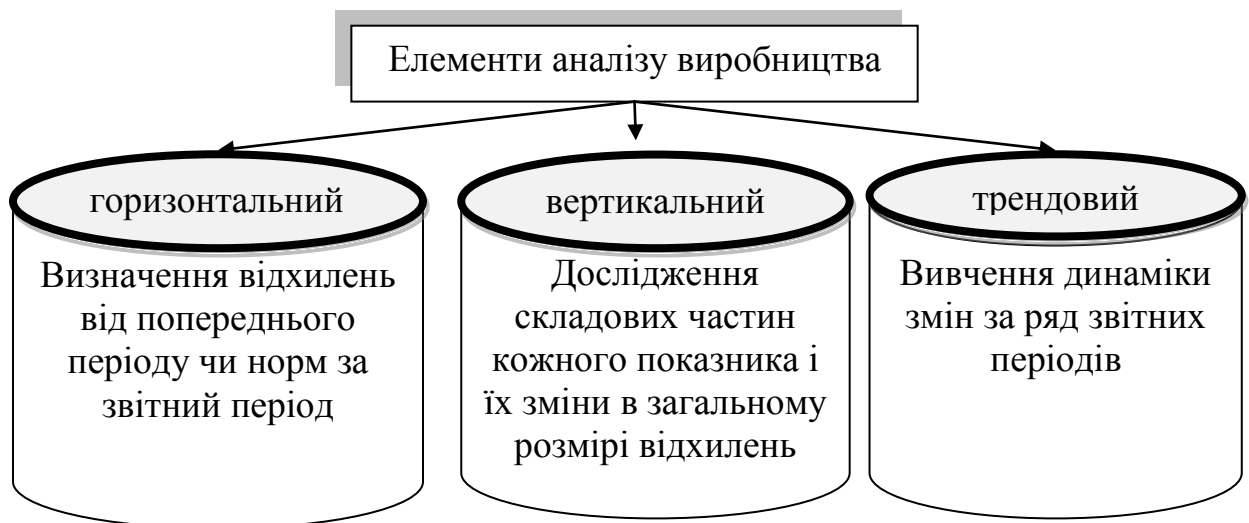 Елементи аналізу виробництва
горизонтальний
Визначення відхилень
від попереднього
періоду чи норм за
звітний період
вертикальний
Дослідження
складових частин
кожного показника і
їх зміни в загальному
розмірі відхилень
трендовий
Вивчення динаміки
змін за ряд звітних
періодів